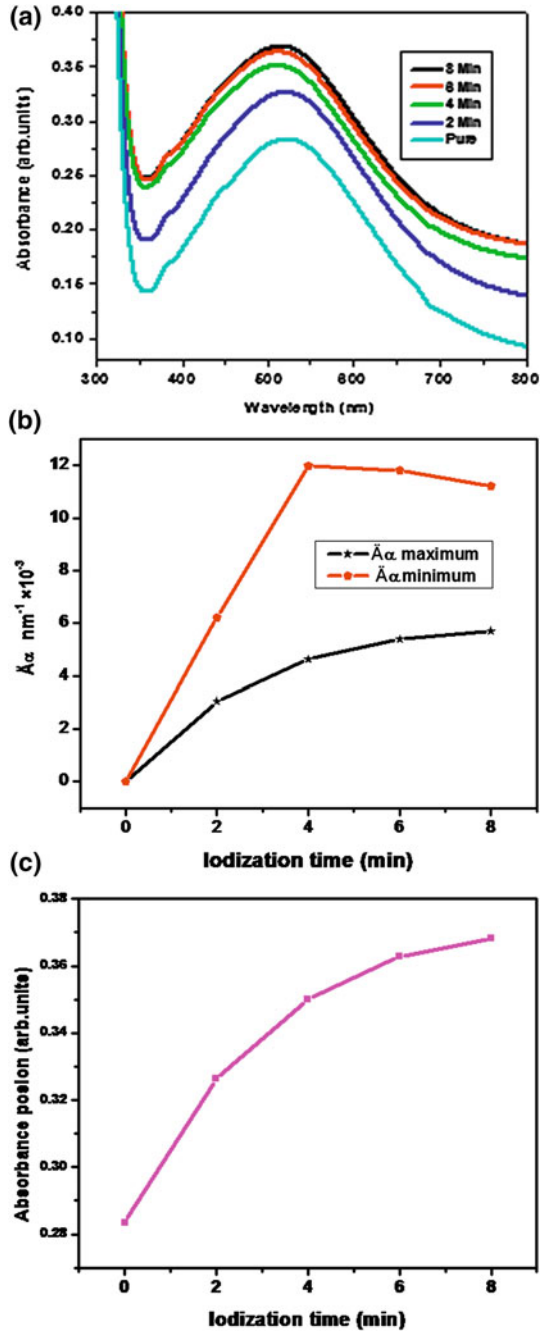 (a)
0.40
0.35
0.30
0.25
0.20
0.15
0.10
Absorbance (arb.units)
8 Min
6 Min
4 Min
2 Min
Pure
300 400 500 600 700 800
Wavelength (nm)
(b)
12
10
8
6
4
2
0
Äα nm⁻¹ ×10⁻³
Äα maximum
Äα minimum
0 2 4 6 8
Iodization time (min)
(c)
0.38
0.36
0.34
0.32
0.30
0.28
Absorbance posion (arb.units)
0 2 4 6 8
Iodization time (min)